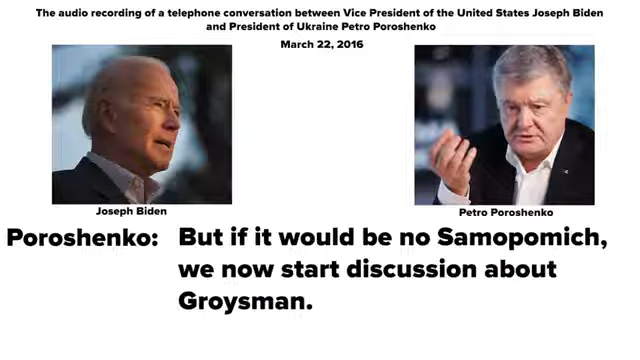 The audio recording of a telephone conversation between Vice President of the United States Joseph Biden
and President of Ukraine Petro Poroshenko
March 22, 2016
Joseph Biden
Petro Poroshenko
Poroshenko: But if it would be no Samopomich,
we now start discussion about
Groysman.